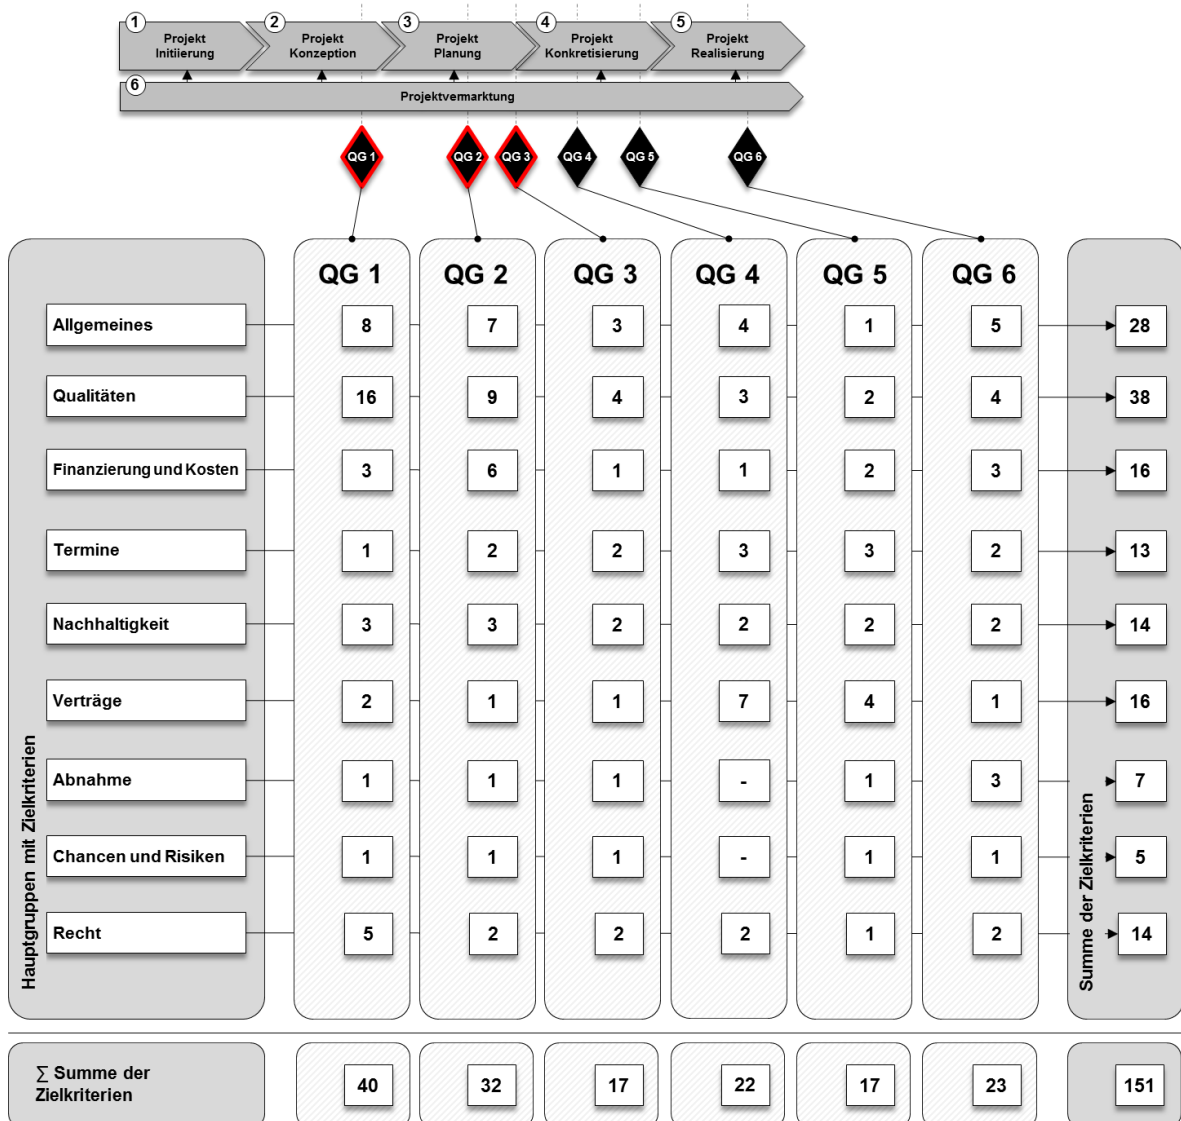 1 2 3 4 5
Projekt Initiierung
Projekt Konzeption
Projekt Planung
Projekt Konkretisierung
Projekt Realisierung
6 Projektvermarktung
QG 1 QG 2 QG 3 QG 4 QG 5 QG 6
QG 1 QG 2 QG 3 QG 4 QG 5 QG 6
Hauptgruppen mit Zielkriterien
Allgemeines 8 7 3 4 1 5 28
Qualitäten 16 9 4 3 2 4 38
Finanzierung und Kosten 3 6 1 1 2 3 16
Termine 1 2 2 3 3 2 13
Nachhaltigkeit 3 3 2 2 2 2 14
Verträge 2 1 1 7 4 1 16
Abnahme 1 1 1 - 1 3 7
Chancen und Risiken 1 1 1 - 1 1 5
Recht 5 2 2 2 1 2 14
Summe der Zielkriterien
∑ Summe der
Zielkriterien
40 32 17 22 17 23 151